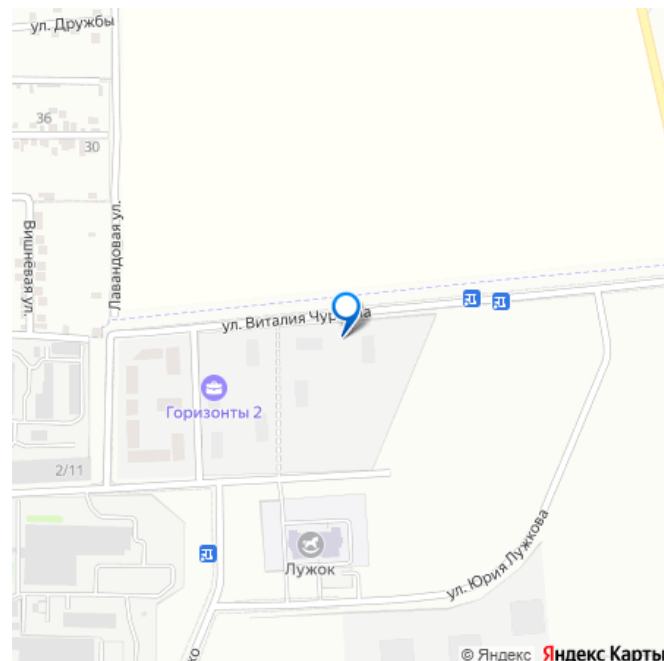 ул. Дружбы
36
30
Вишнёвая ул.
Лавандовая ул.
ул. Виталия
Горизонты 2
2/11
Лужок
ул. Юрия Лужкова
© Яндекс Яндекс Карты